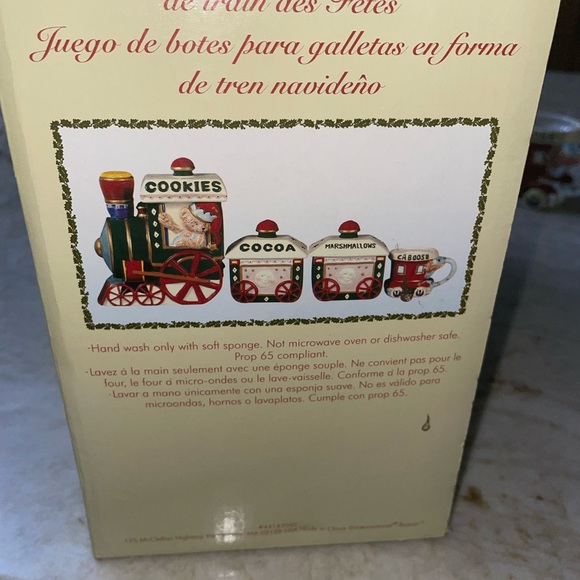 de train des Fêtes
Juego de botes para galletas en forma
de tren navideño
COOKIES
COCOA
MARSHMALLOWS
CABOOSE
·Hand wash only with soft sponge. Not microwave oven or dishwasher safe.
Prop 65 compliant.
·Lavez á la main seulement avec une éponge souple. Ne convient pas pour le
four, le four á micro-ondes ou le lave-vaisselle. Conforme á la prop 65.
·Lavar a mano únicamente con una esponja suave. No es válido para
microondas, hornos o lavaplatos. Cumple con prop 65.
175 McClellan Highway